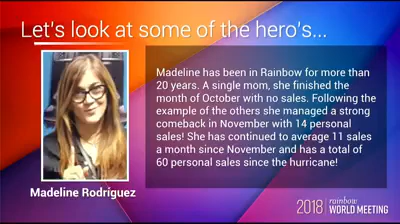 Let's look at some of the hero's...
Madeline has been in Rainbow for more than
20 years. A single mom, she finished the
month of October with no sales. Following the
example of the others she managed a strong
comeback in November with 14 personal
sales! She has continued to average 11 sales
a month since November and has a total of
60 personal sales since the hurricane!
Madeline Rodríguez
2018 rainbow
WORLD MEETING